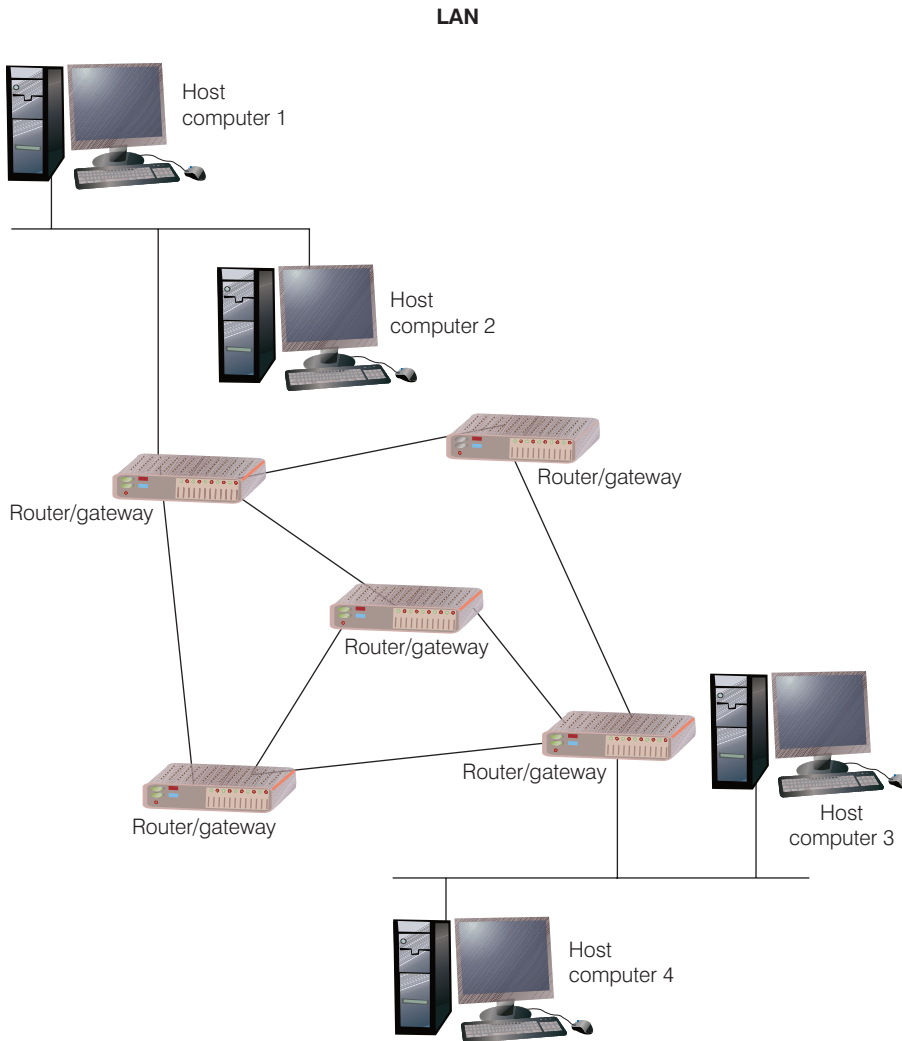 LAN
Host
computer 1
Host
computer 2
Router/gateway
Router/gateway
Router/gateway
Router/gateway
Router/gateway
Host
computer 3
Host
computer 4